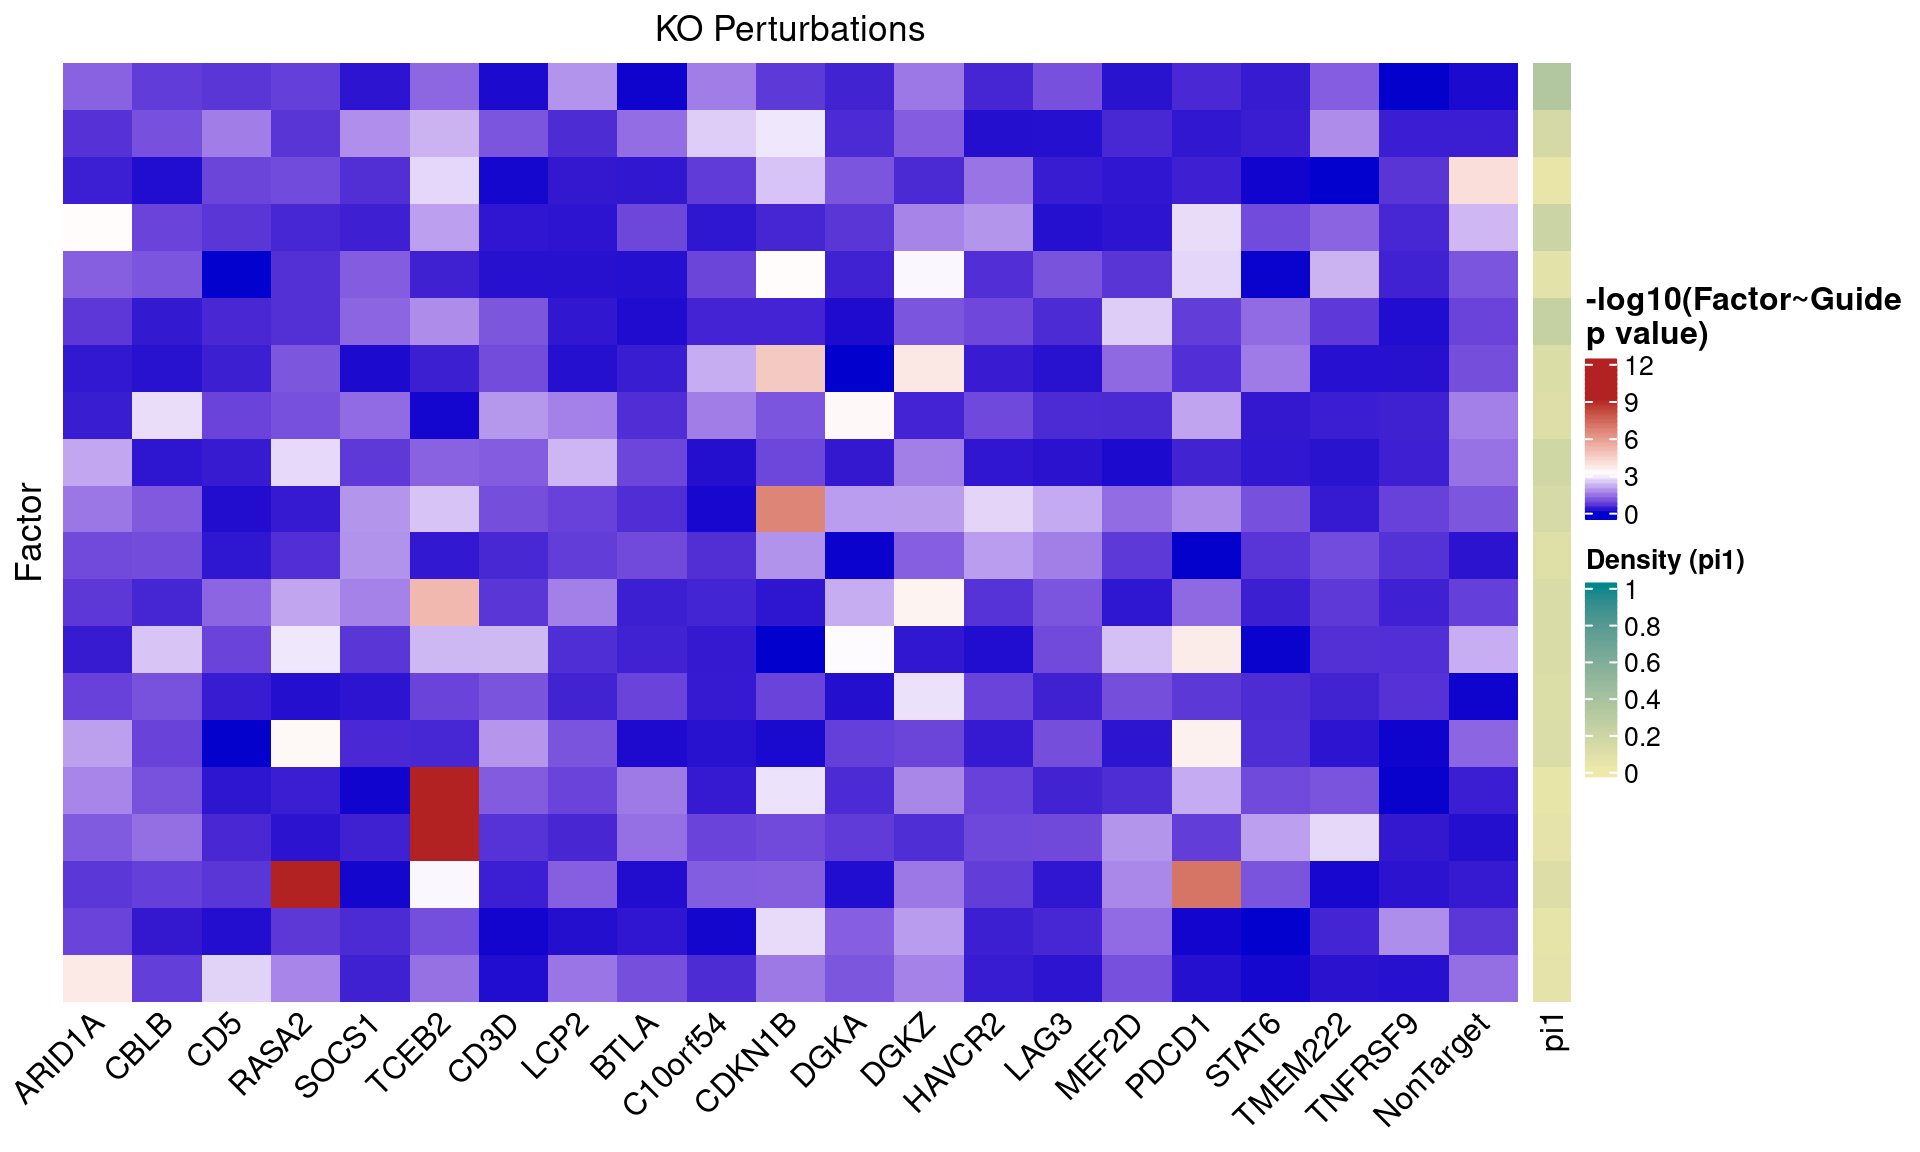 KO Perturbations
Factor
-log10(Factor~Guide
p value)
12
9
6
3
0
Density (pi1)
1
0.8
0.6
0.4
0.2
0
ARID1A
CBLB
CD5
RASA2
SOCS1
TCEB2
CD3D
LCP2
BTLA
C10orf54
CDKN1B
DGKA
DGKZ
HAVCR2
LAG3
MEF2D
PDCD1
STAT6
TMEM222
TNFRSF9
NonTarget
pi1